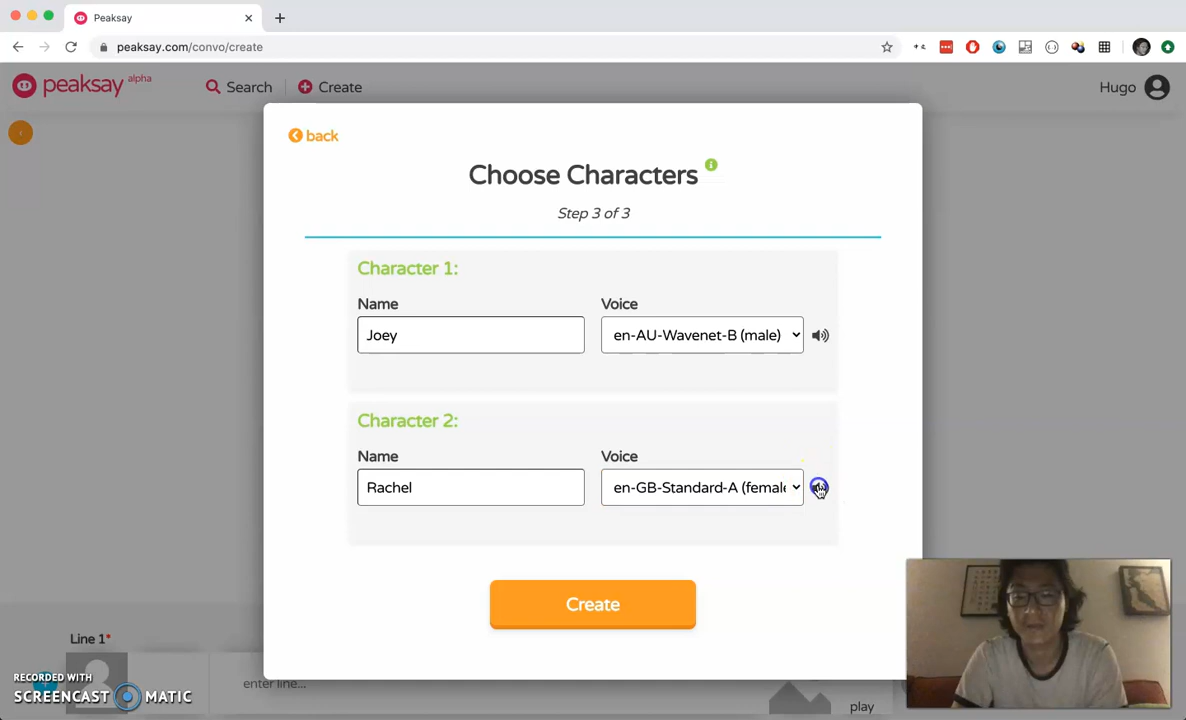 Peaksay
peaksay.com/convo/create
peaksay alpha
Search
Create
Hugo
back
Choose Characters
Step 3 of 3
Character 1:
Name
Voice
Joey
en-AU-Wavenet-B (male)
Character 2:
Name
Voice
Rachel
en-GB-Standard-A (female
Create
Line 1*
enter line...
play
RECORDED WITH
SCREENCAST MATIC